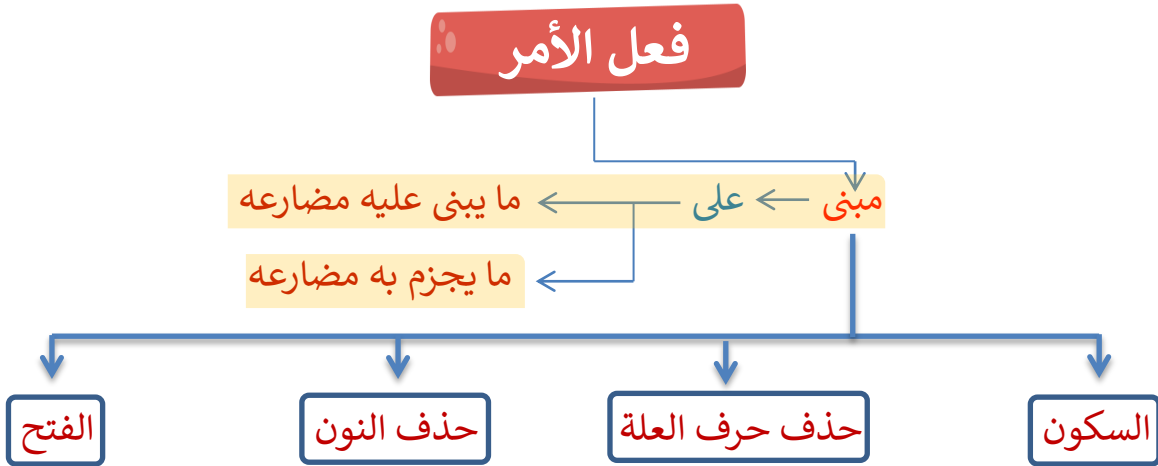 فعل الأمر
مبنى على ما يبنى عليه مضارعه
ما يجزم به مضارعه
السكون
حذف حرف العلة
حذف النون
الفتح